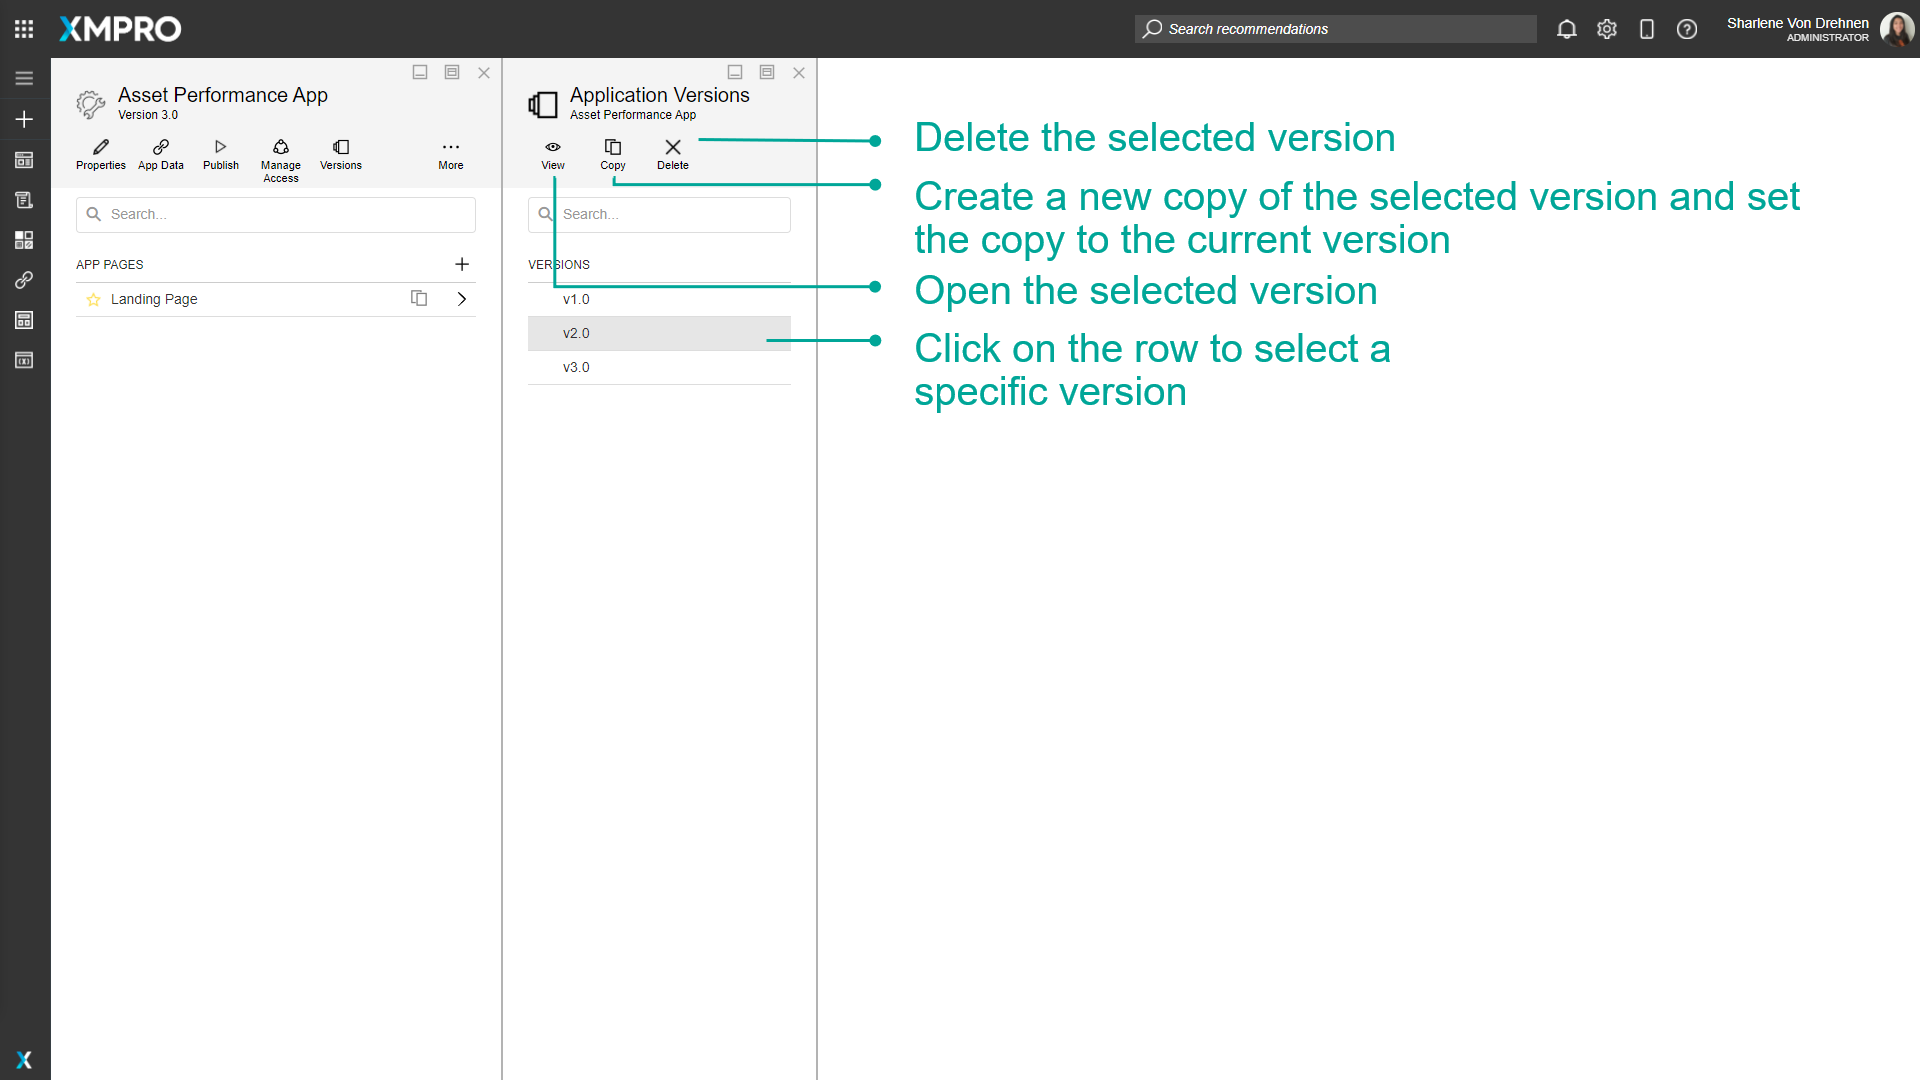 XMPRO
Search recommendations
Sharlene Von Drehnen
ADMINISTRATOR
Asset Performance App
Version 3.0
Properties
App Data
Publish
Manage
Access
Versions
More
Search...
APP PAGES
Landing Page
Application Versions
Asset Performance App
View
Copy
Delete
Search...
VERSIONS
v1.0
v2.0
v3.0
Delete the selected version
Create a new copy of the selected version and set
the copy to the current version
Open the selected version
Click on the row to select a
specific version